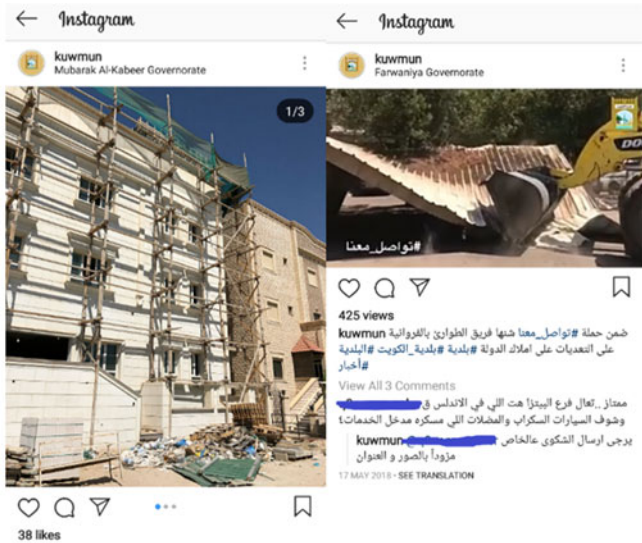 Instagram
kuwmun
Mubarak Al-Kabeer Governorate
1/3
38 likes
Instagram
kuwmun
Farwaniya Governorate
#تواصل_معنا
425 views
kuwmun ضمن حملة #تواصل_معنا شنها فريق الطوارئ بالفروانية
على التعديات على املاك الدولة #بلدية #بلدية_الكويت #البلدية
#أخبار
View All 3 Comments
ممتاز ..تعال فرع البيتزا هت اللي في الاندلس ق
وشوف السيارات السكراب والمضلات اللي مسكره مدخل الخدمات
kuwmun يرجى ارسال الشكوى عالخاص
مزوداً بالصور و العنوان
17 MAY 2018 • SEE TRANSLATION